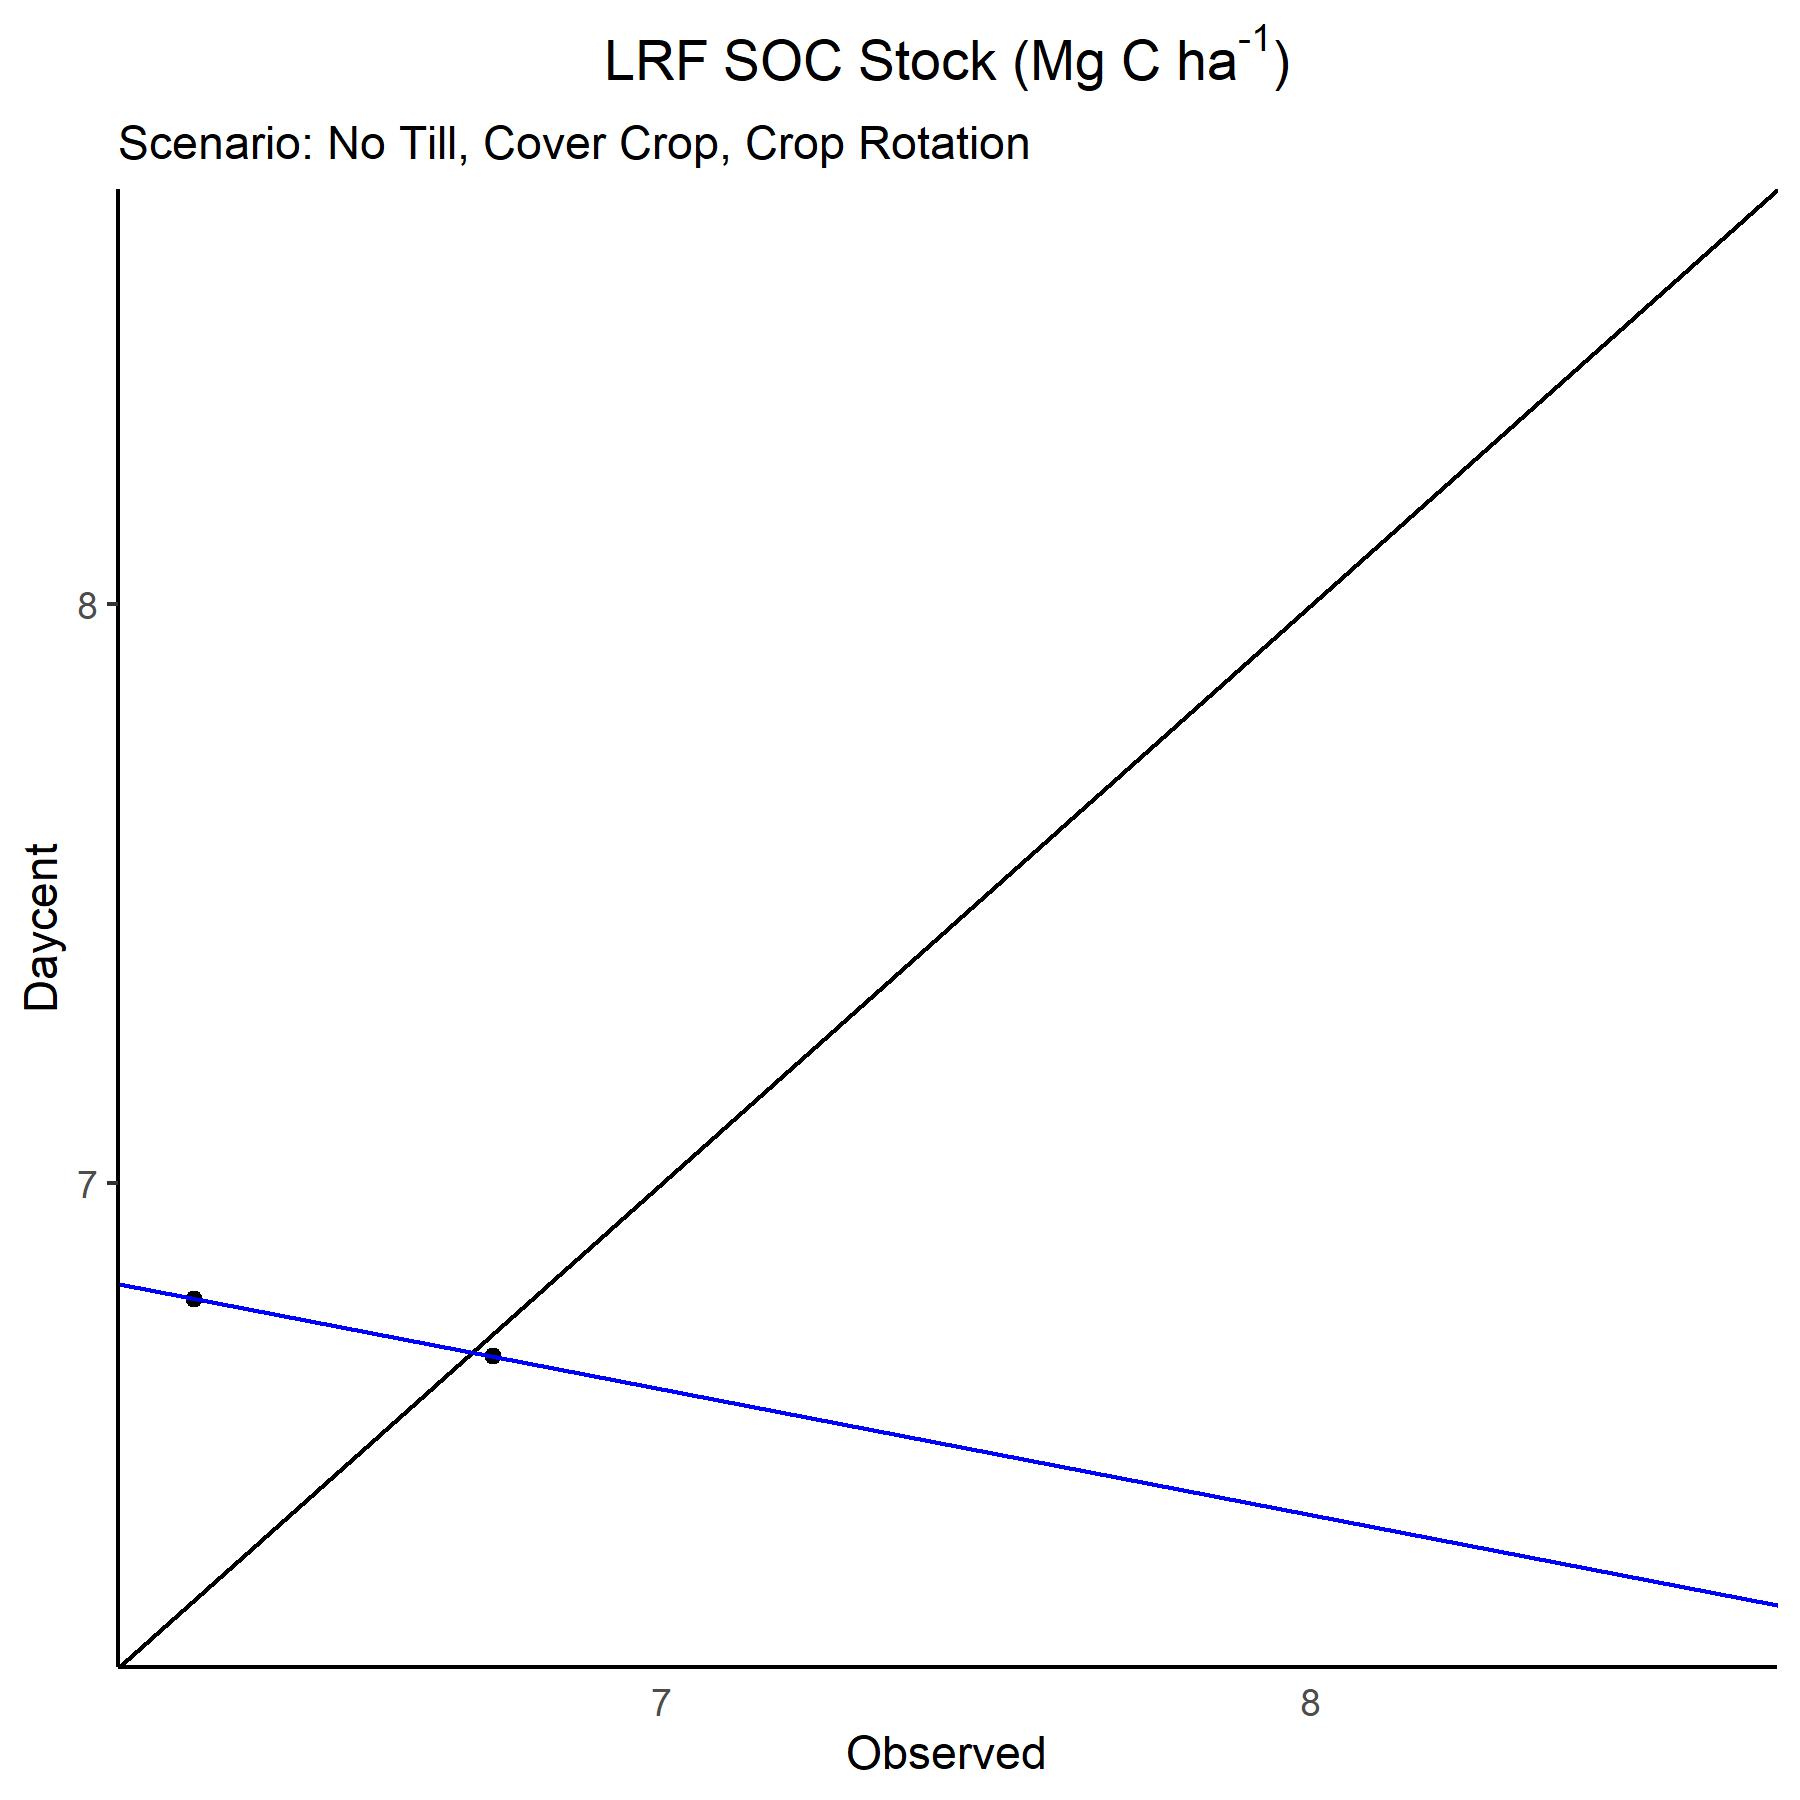 LRF SOC Stock (Mg C ha⁻¹)
Scenario: No Till, Cover Crop, Crop Rotation
8
7
Daycent
7 8
Observed